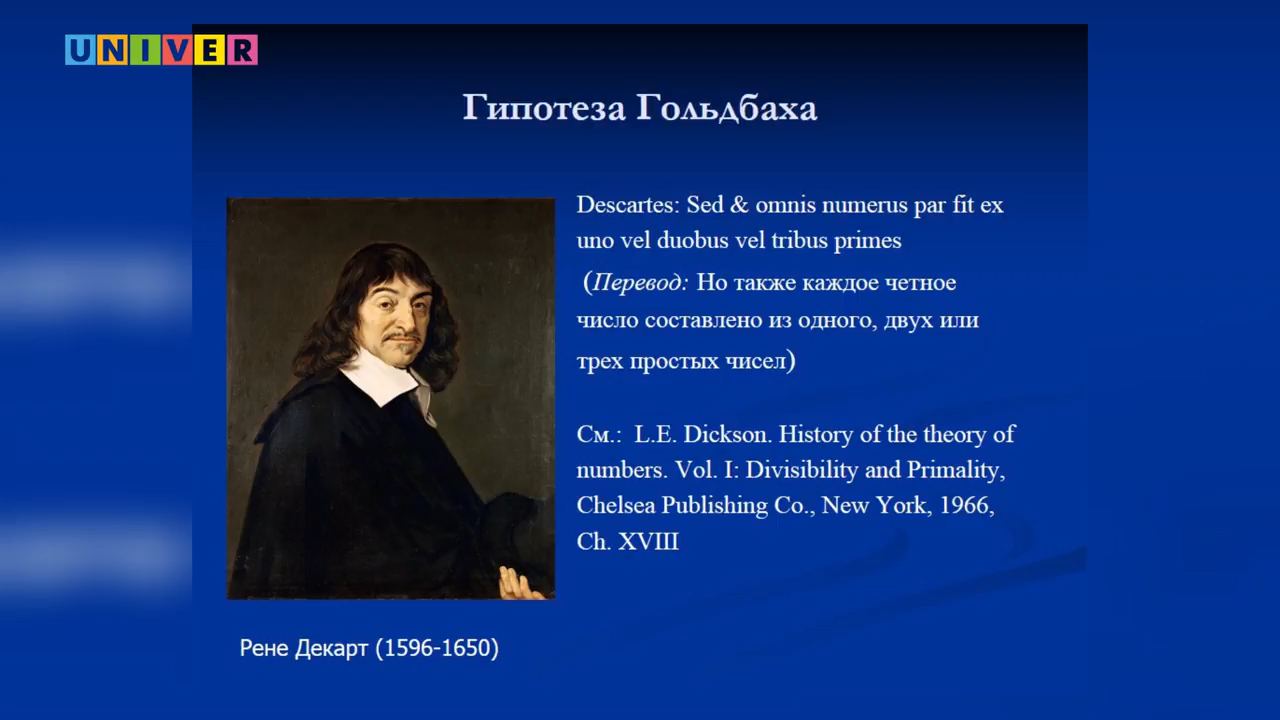 UNIVER
Гипотеза Гольдбаха
Descartes: Sed & omnis numerus par fit ex
uno vel duobus vel tribus primes
(Перевод: Но также каждое четное
число составлено из одного, двух или
трех простых чисел)
См.: L.E. Dickson. History of the theory of
numbers. Vol. I: Divisibility and Primality,
Chelsea Publishing Co., New York, 1966,
Ch. XVIII
Рене Декарт (1596-1650)